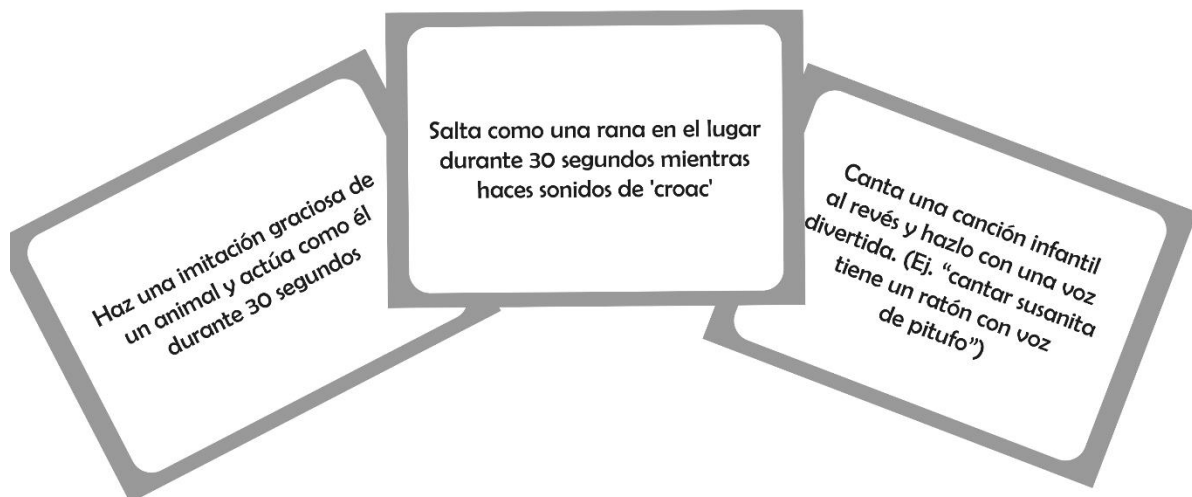 Haz una imitación graciosa de
un animal y actúa como él
durante 30 segundos
Salta como una rana en el lugar
durante 30 segundos mientras
haces sonidos de 'croac'
Canta una canción infantil
al revés y hazlo con una voz
divertida. (Ej. “cantar susanita
tiene un ratón con voz
de pitufo”)